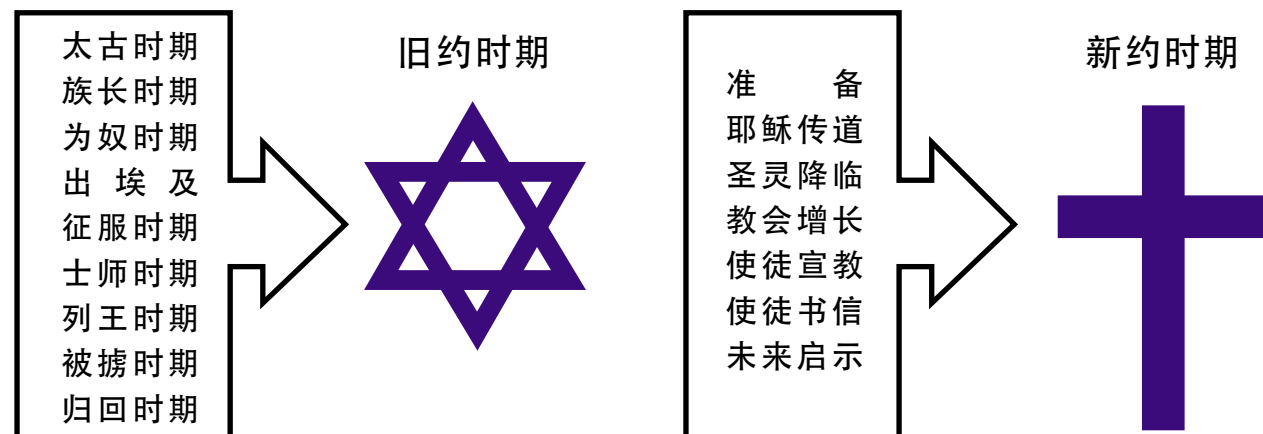 太古时期
族长时期
为奴时期
出埃及
征服时期
士师时期
列王时期
被掳时期
归回时期
旧约时期
准备
耶稣传道
圣灵降临
教会增长
使徒宣教
使徒书信
未来启示
新约时期